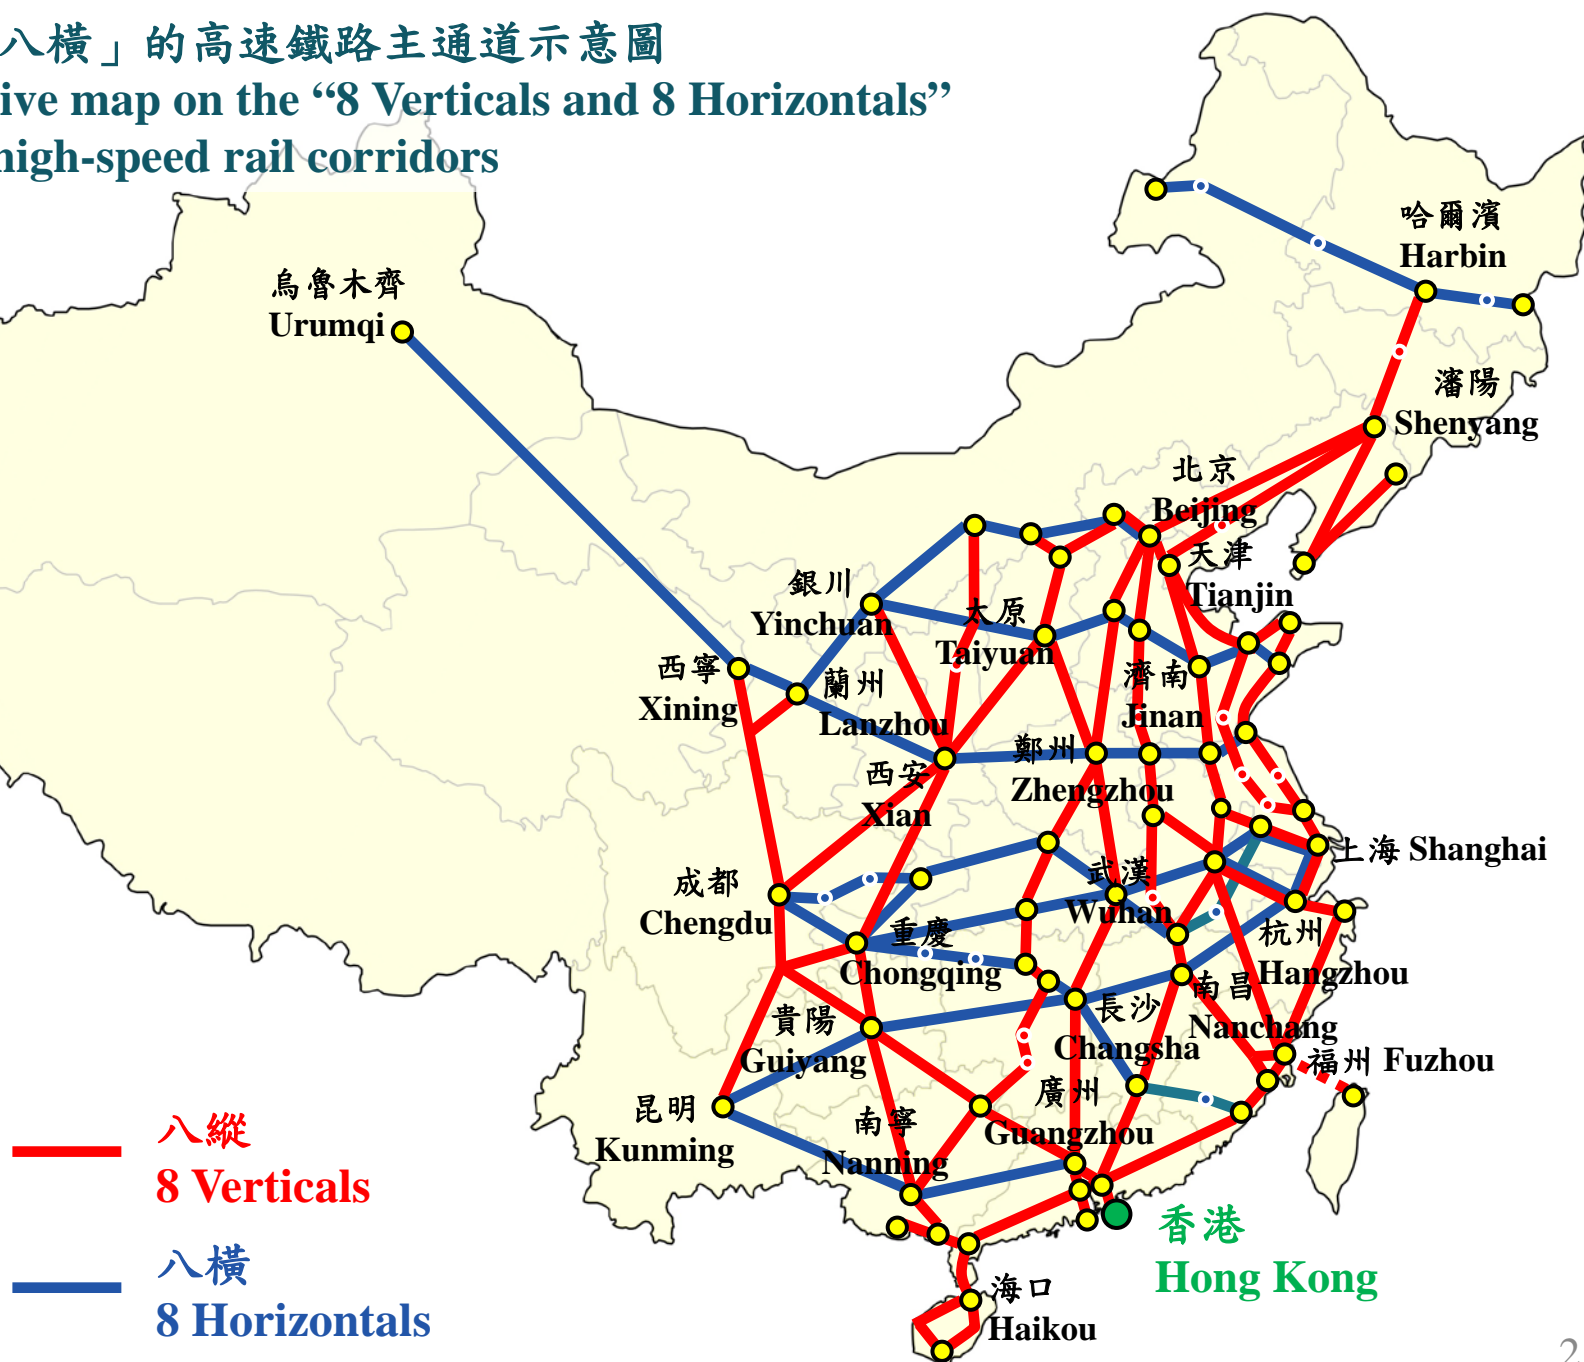 八橫」的高速鐵路主通道示意圖
ive map on the “8 Verticals and 8 Horizontals”
high-speed rail corridors
哈爾濱
Harbin
烏魯木齊
Urumqi
瀋陽
Shenyang
北京
Beijing
天津
Tianjin
銀川
Yinchuan
太原
Taiyuan
西寧
Xining
蘭州
Lanzhou
濟南
Jinan
鄭州
Zhengzhou
西安
Xian
上海 Shanghai
成都
Chengdu
武漢
Wuhan
重慶
Chongqing
杭州
Hangzhou
南昌
Nanchang
長沙
Changsha
貴陽
Guiyang
福州 Fuzhou
昆明
Kunming
南寧
Nanning
廣州
Guangzhou
八縱
8 Verticals
香港
Hong Kong
八橫
8 Horizontals
海口
Haikou
2